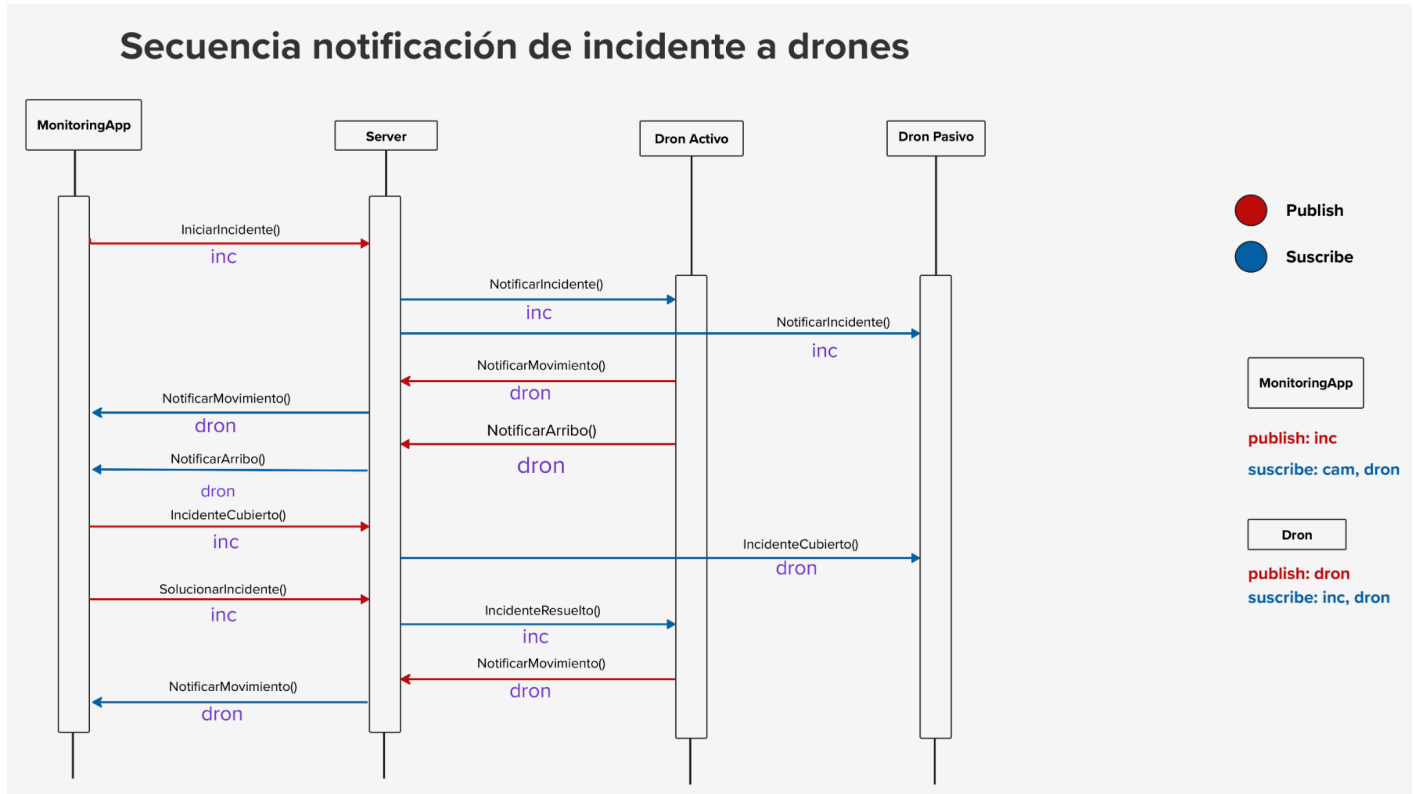 Secuencia notificación de incidente a drones
MonitoringApp
Server
Dron Activo
Dron Pasivo
IniciarIncidente()
inc
NotificarIncidente()
inc
NotificarIncidente()
inc
NotificarMovimiento()
dron
NotificarMovimiento()
dron
NotificarArribo()
dron
NotificarArribo()
dron
IncidenteCubierto()
inc
IncidenteCubierto()
dron
SolucionarIncidente()
inc
IncidenteResuelto()
inc
NotificarMovimiento()
dron
NotificarMovimiento()
dron
Publish
Suscribe
MonitoringApp
publish: inc
suscribe: cam, dron
Dron
publish: dron
suscribe: inc, dron